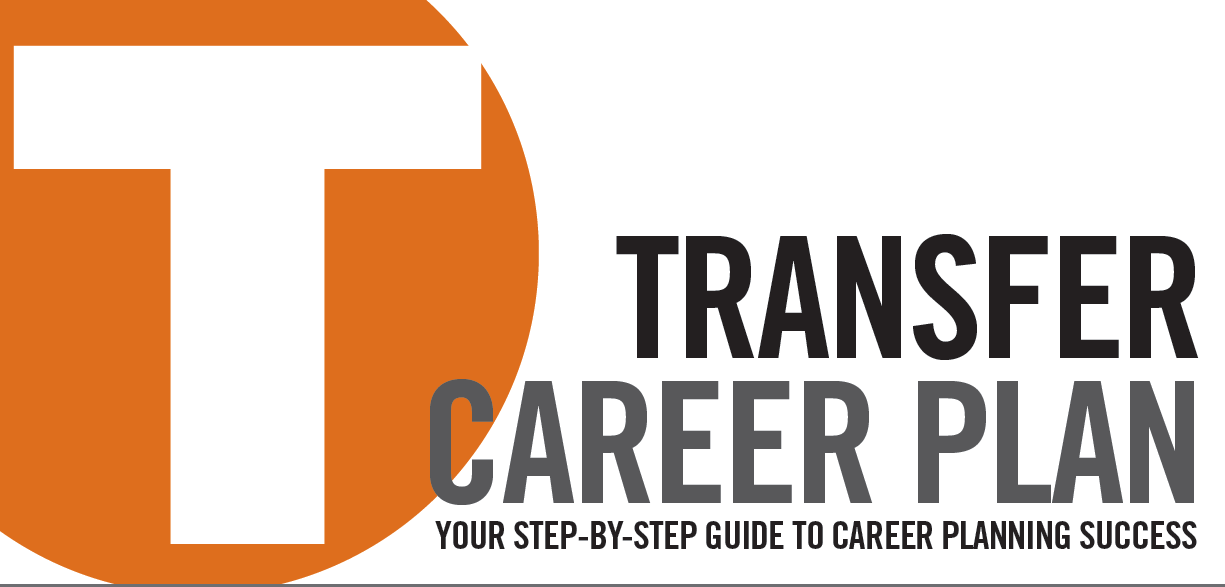 T
TRANSFER
CAREER PLAN
YOUR STEP-BY-STEP GUIDE TO CAREER PLANNING SUCCESS